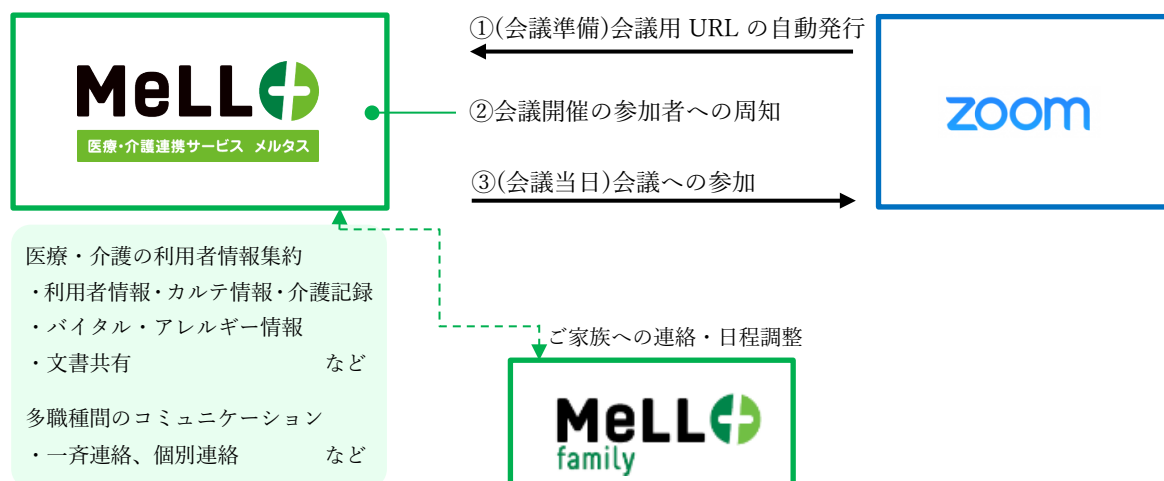 ①(会議準備)会議用 URL の自動発行
MeLL+
医療・介護連携サービス メルタス
②会議開催の参加者への周知
zoom
③(会議当日)会議への参加
医療・介護の利用者情報集約
・利用者情報・カルテ情報・介護記録
・バイタル・アレルギー情報
・文書共有 など
多職種間のコミュニケーション
・一斉連絡、個別連絡 など
ご家族への連絡・日程調整
MeLL+
family